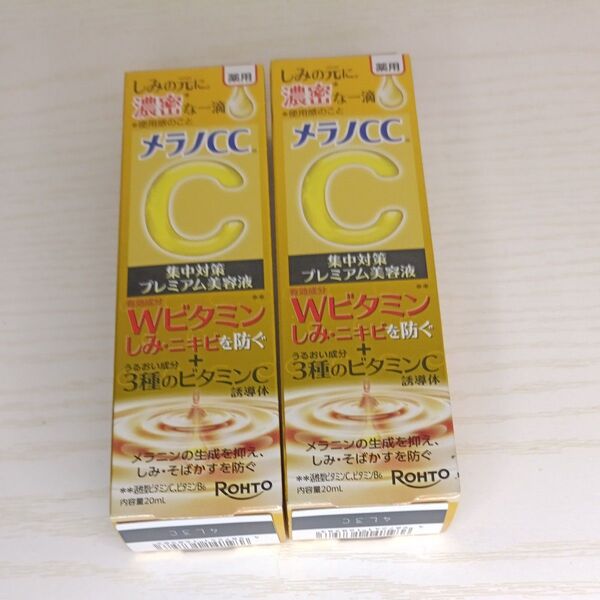 薬用
しみの元に。
濃密な一滴
*使用感のこと
メラノCC
C
集中対策
プレミアム美容液
有効成分
Wビタミン**
しみ・ニキビを防ぐ
+
うるおい成分
3種のビタミンC
誘導体
メラニンの生成を抑え、
しみ・そばかすを防ぐ
**活性型ビタミンC、ビタミンB6
内容量20mL
ROHTO
4L3C
薬用
しみの元に。
濃密な一滴
*使用感のこと
メラノCC
C
集中対策
プレミアム美容液
有効成分
Wビタミン**
しみ・ニキビを防ぐ
+
うるおい成分
3種のビタミンC
誘導体
メラニンの生成を抑え、
しみ・そばかすを防ぐ
**活性型ビタミンC、ビタミンB6
内容量20mL
ROHTO
4L3C